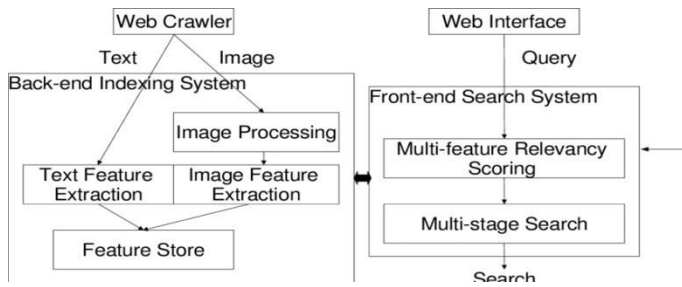 Web Crawler
Web Interface
Text
Image
Query
Back-end Indexing System
Front-end Search System
Image Processing
Multi-feature Relevancy
Scoring
Text Feature
Extraction
Image Feature
Extraction
Multi-stage Search
Feature Store
Search